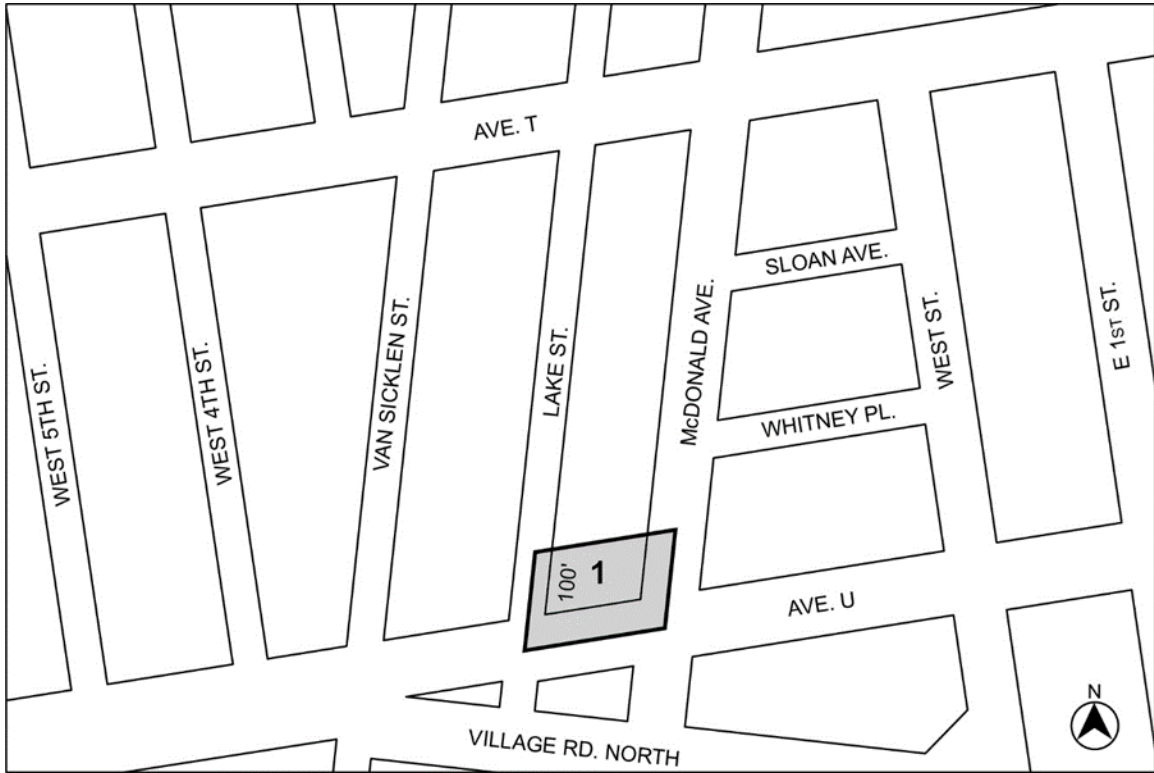 AVE. T
SLOAN AVE.
WEST 5TH ST.
WEST 4TH ST.
VAN SICKLEN ST.
LAKE ST.
McDONALD AVE.
WEST ST.
E 1ST ST.
WHITNEY PL.
100'
1
AVE. U
N
VILLAGE RD. NORTH